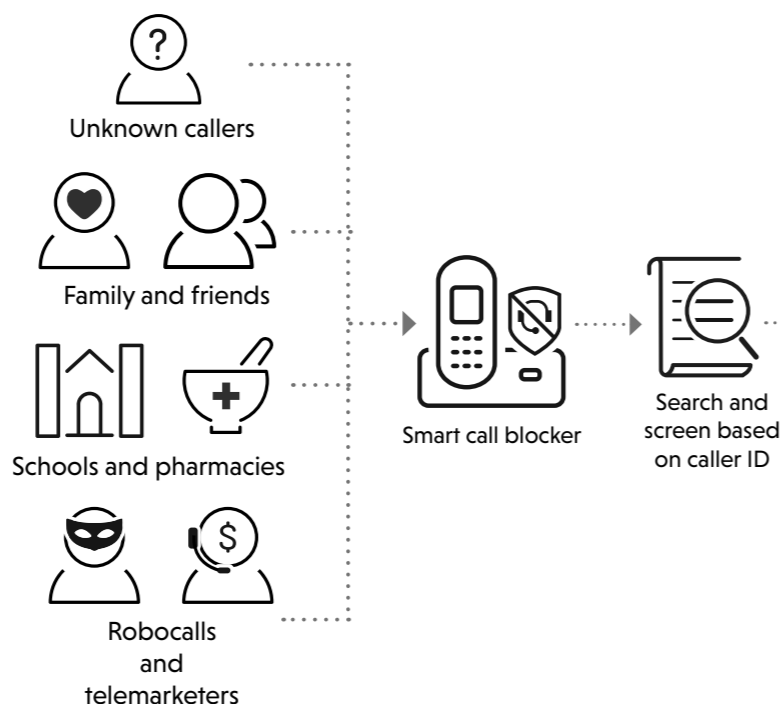 ?
Unknown callers
Family and friends
Schools and pharmacies
$
Robocalls
and
telemarketers
Smart call blocker
Search and
screen based
on caller ID